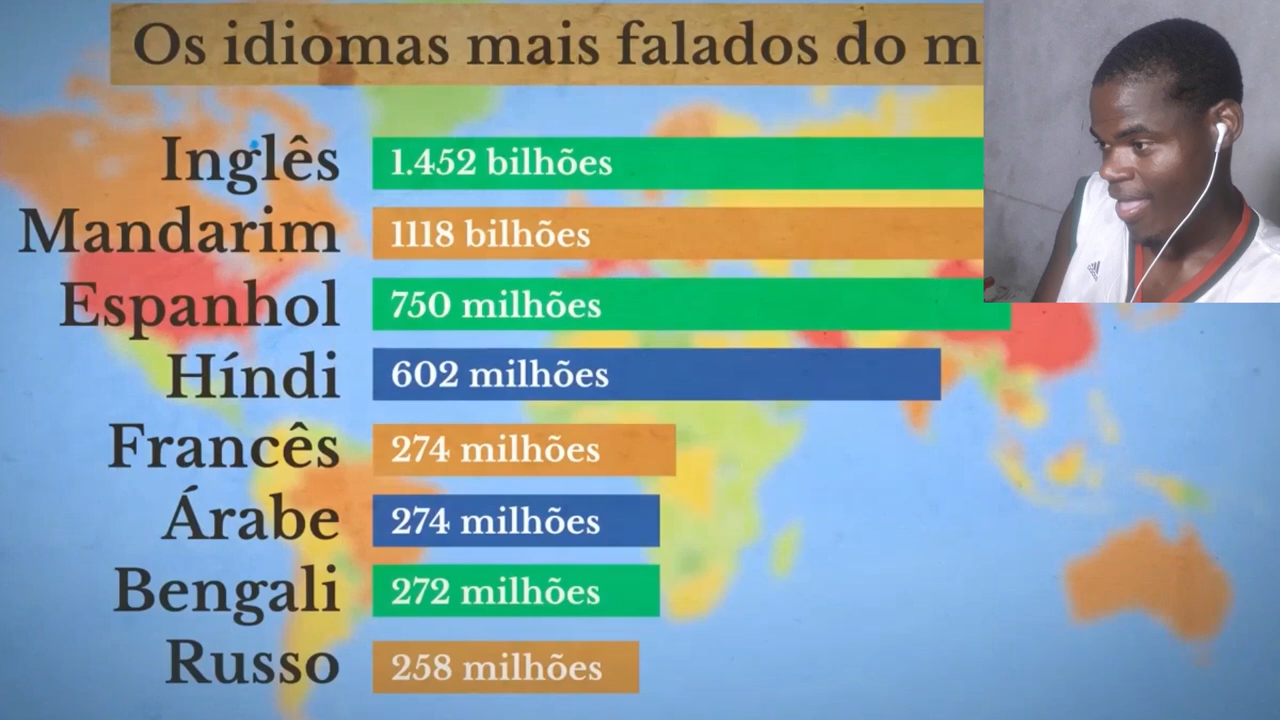 Os idiomas mais falados do m
Inglês 1.452 bilhões
Mandarim 1118 bilhões
Espanhol 750 milhões
Híndi 602 milhões
Francês 274 milhões
Árabe 274 milhões
Bengali 272 milhões
Russo 258 milhões